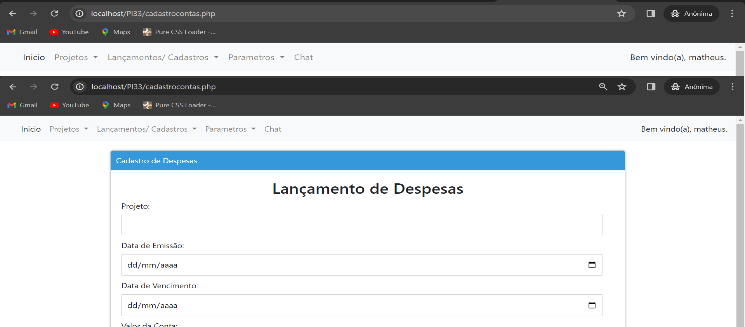 localhost/PI33/cadastrocontas.php Anônima
Gmail YouTube Maps Pure CSS Loader -...
Inicio Projetos Lançamentos/ Cadastros Parametros Chat Bem vindo(a), matheus.
localhost/PI33/cadastrocontas.php Anônima
Gmail YouTube Maps Pure CSS Loader -...
Inicio Projetos Lançamentos/ Cadastros Parametros Chat Bem vindo(a), matheus.
Cadastro de Despesas
Lançamento de Despesas
Projeto:
Data de Emissão:
dd/mm/aaaa
Data de Vencimento:
dd/mm/aaaa
Valor da Conta: